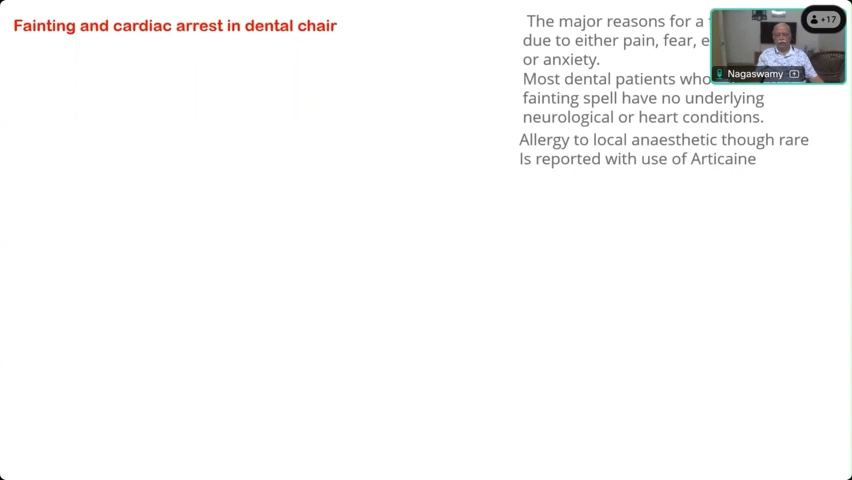 Fainting and cardiac arrest in dental chair
The major reasons for a
due to either pain, fear,
or anxiety.
Most dental patients who
fainting spell have no underlying
neurological or heart conditions.
Allergy to local anaesthetic though rare
Is reported with use of Articaine
+17
Nagaswamy